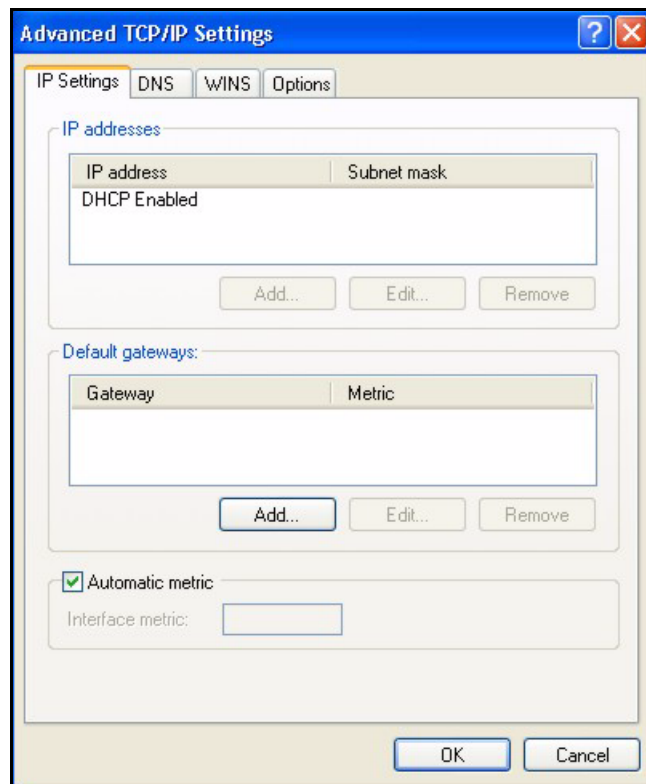 Advanced TCP/IP Settings
IP Settings DNS WINS Options
IP addresses
IP address Subnet mask
DHCP Enabled
Add... Edit... Remove
Default gateways:
Gateway Metric
Add... Edit... Remove
Automatic metric
Interface metric:
OK Cancel